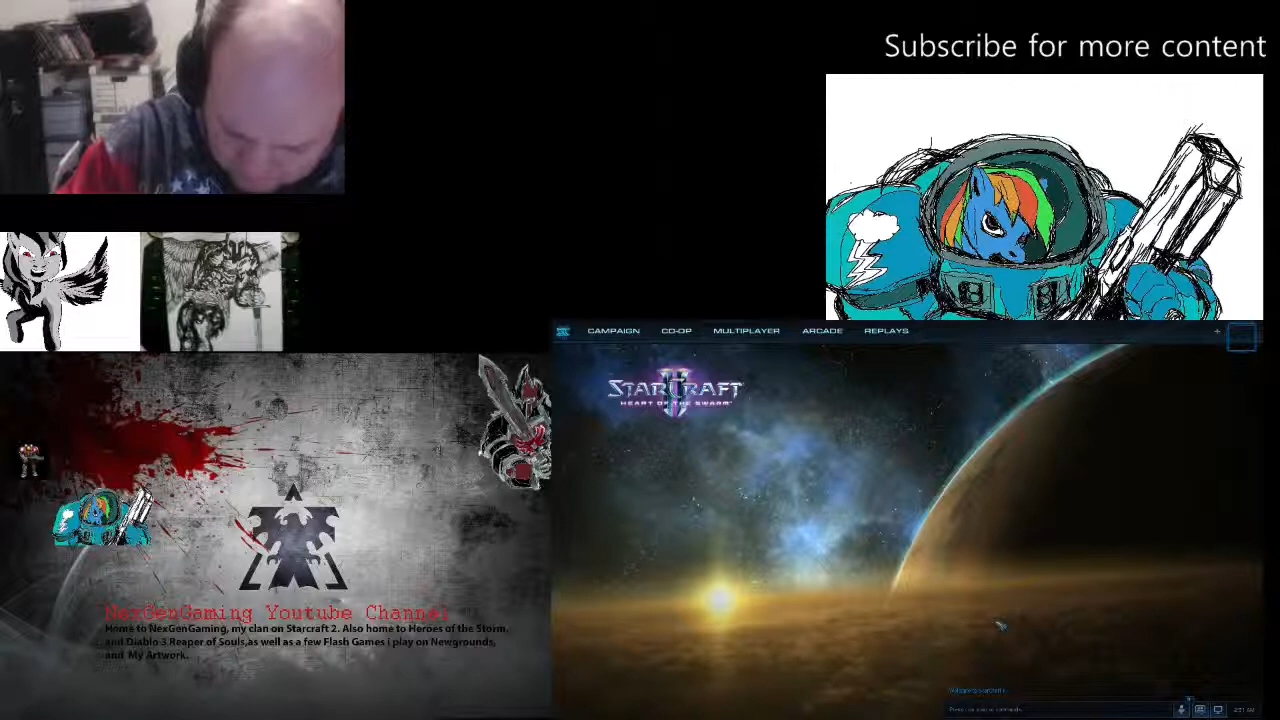 Subscribe for more content
CAMPAIGN CO-OP MULTIPLAYER ARCADE REPLAYS
STARCRAFT
II
HEART OF THE SWARM
NexGenGaming Youtube Channel
Home to NexGenGaming, my clan on Starcraft 2. Also home to Heroes of the Storm,
and Diablo 3 Reaper of Souls,as well as a few Flash Games i play on Newgrounds,
and My Artwork.